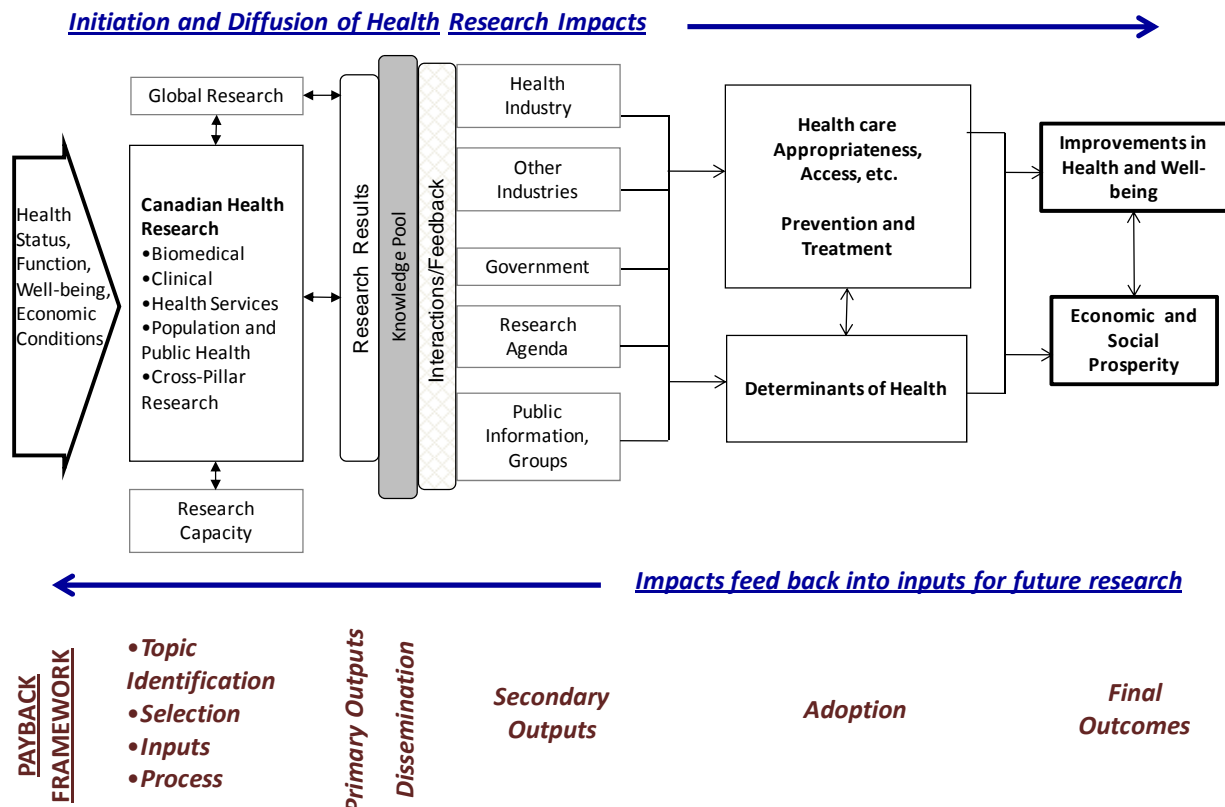 Initiation and Diffusion of Health Research Impacts
Global Research
Health
Status,
Function,
Well-being,
Economic
Conditions
Canadian Health
Research
•Biomedical
•Clinical
•Health Services
•Population and
Public Health
•Cross-Pillar
Research
Research
Capacity
Research Results
Knowledge Pool
Interactions/Feedback
Health
Industry
Other
Industries
Government
Research
Agenda
Public
Information,
Groups
Health care
Appropriateness,
Access, etc.
Prevention and
Treatment
Determinants of Health
Improvements in
Health and Well-
being
Economic and
Social
Prosperity
Impacts feed back into inputs for future research
PAYBACK
FRAMEWORK
•Topic
Identification
•Selection
•Inputs
•Process
Primary Outputs
Dissemination
Secondary
Outputs
Adoption
Final
Outcomes